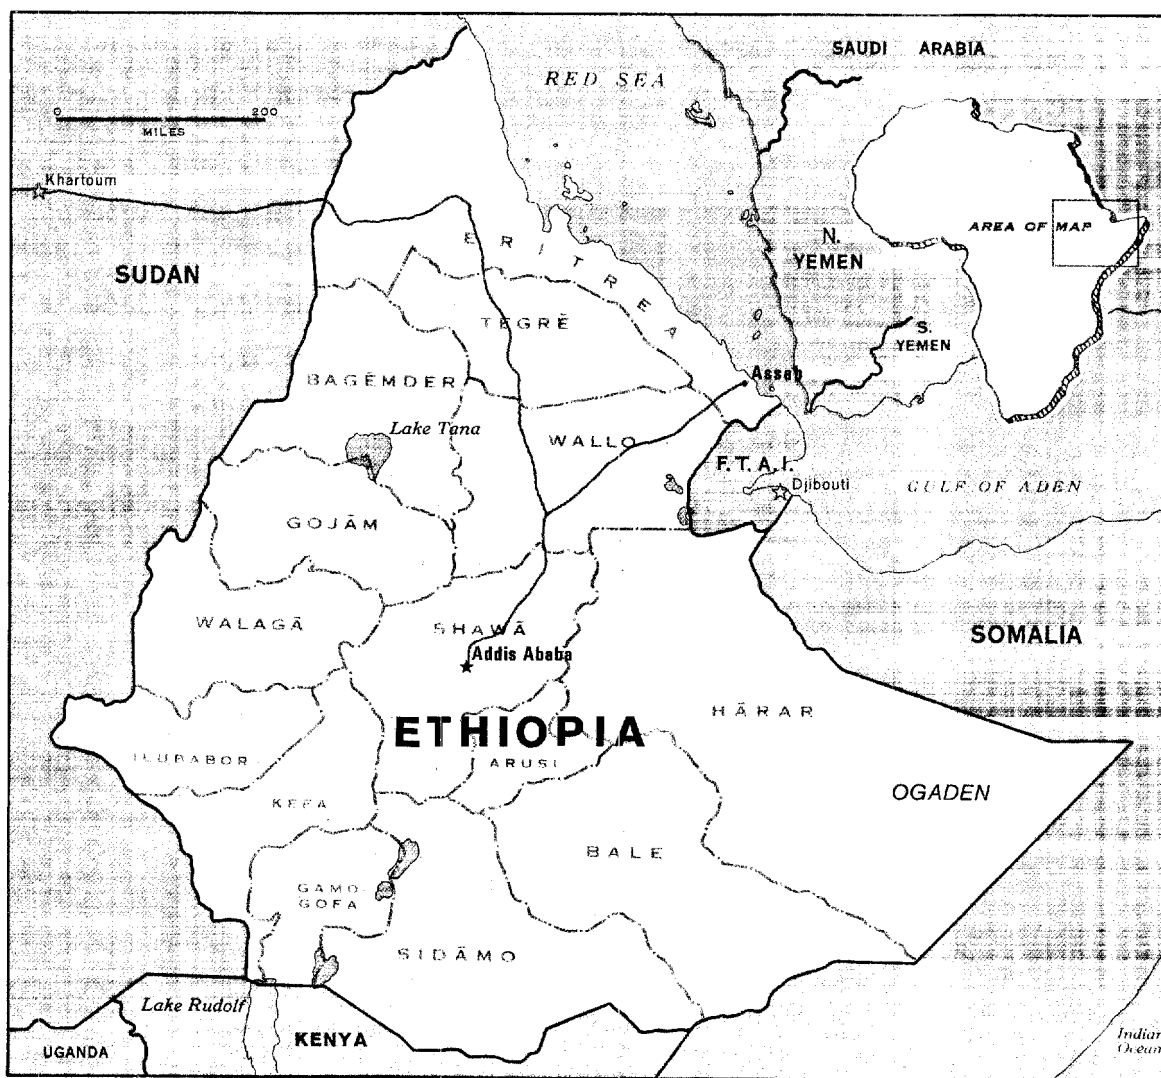 SAUDI ARABIA
RED SEA
0 200
MILES
Khartoum
AREA OF MAP
ERITREA
N.
YEMEN
SUDAN
TEGRĒ
S.
YEMEN
BAGĒMDER
Assab
Lake Tana
WALLO
F.T.A.I.
Djibouti
GULF OF ADEN
GOJĀM
WALAGĀ
SHAWĀ
SOMALIA
Addis Ababa
HĀRAR
ETHIOPIA
ILUBABOR
ARUSI
KEFA
OGADEN
BALE
GAMO-
GOFA
SIDĀMO
Lake Rudolf
KENYA
UGANDA
Indian
Ocean